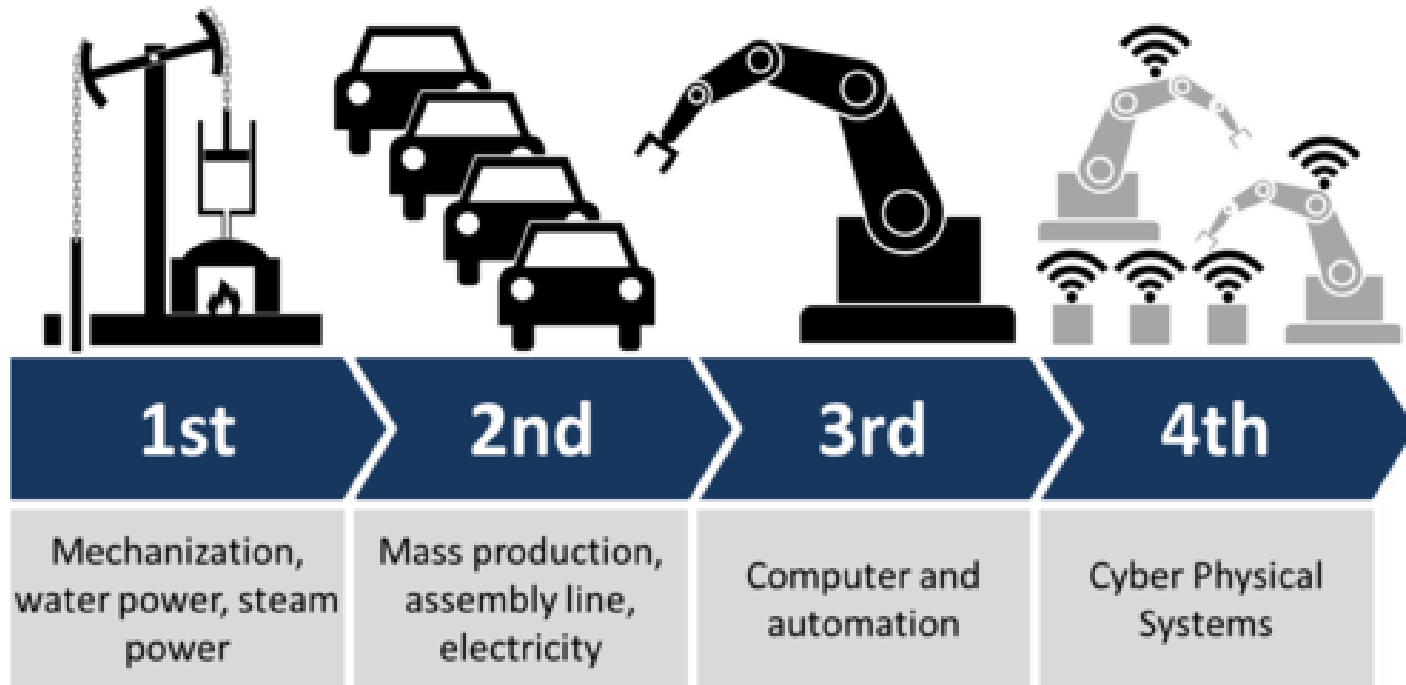 1st
2nd
3rd
4th
Mechanization,
water power, steam
power
Mass production,
assembly line,
electricity
Computer and
automation
Cyber Physical
Systems